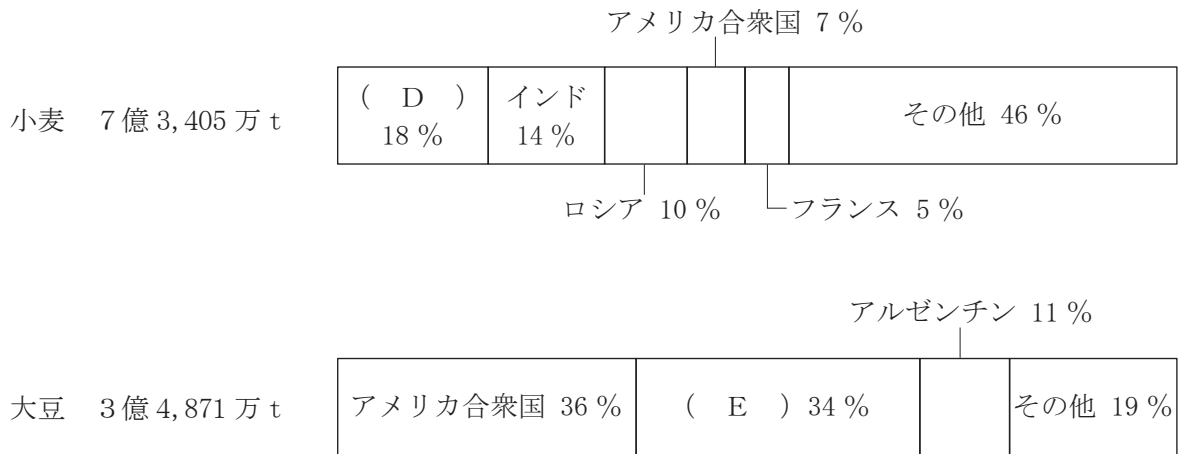 アメリカ合衆国 7 %
小麦 7億 3,405 万 t
( D ) 18 %
インド 14 %
その他 46 %
ロシア 10 %
フランス 5 %
アルゼンチン 11 %
大豆 3億 4,871 万 t
アメリカ合衆国 36 %
( E ) 34 %
その他 19 %